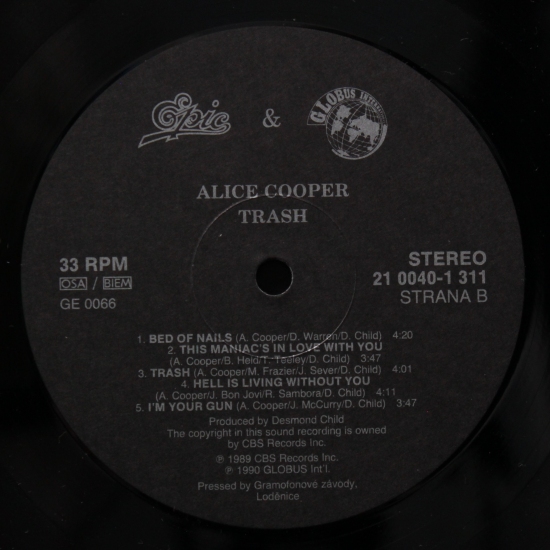 Epic & GLOBUS INTER
ALICE COOPER
TRASH
33 RPM
OSA / BIEM
GE 0066
STEREO
21 0040-1 311
STRANA B
1. BED OF NAILS (A. Cooper/D. Warren/D. Child) 4:20
2. THIS MANIAC'S IN LOVE WITH YOU
(A. Cooper/B. Held/T. Teeley/D. Child) 3:47
3. TRASH (A. Cooper/M. Frazier/J. Sever/D. Child) 4:01
4. HELL IS LIVING WITHOUT YOU
(A. Cooper/J. Bon Jovi/R. Sambora/D. Child) 4:11
5. I'M YOUR GUN (A. Cooper/J. McCurry/D. Child) 3:47
Produced by Desmond Child
The copyright in this sound recording is owned
by CBS Records Inc.
℗ 1989 CBS Records Inc.
℗ 1990 GLOBUS Int'l.
Pressed by Gramofonové závody,
Loděnice